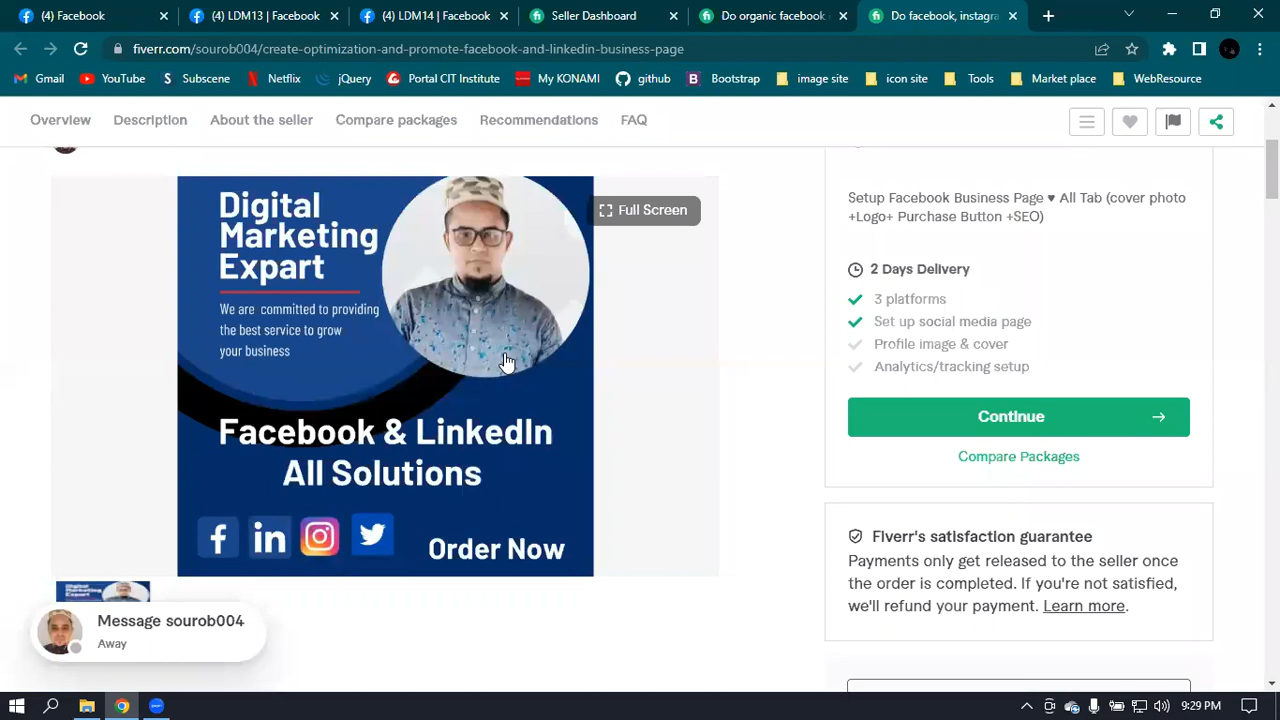 (4) Facebook
(4) LDM13 | Facebook
(4) LDM14 | Facebook
Seller Dashboard
Do organic facebook
Do facebook, instagra
fiverr.com/sourob004/create-optimization-and-promote-facebook-and-linkedin-business-page
Gmail
YouTube
Subscene
Netflix
jQuery
Portal CIT Institute
My KONAMI
github
Bootstrap
image site
icon site
Tools
Market place
WebResource
Overview
Description
About the seller
Compare packages
Recommendations
FAQ
Digital
Marketing
Expart
We are committed to providing
the best service to grow
your business
Full Screen
Facebook & LinkedIn
All Solutions
Order Now
Setup Facebook Business Page ♥ All Tab (cover photo
+Logo+ Purchase Button +SEO)
2 Days Delivery
3 platforms
Set up social media page
Profile image & cover
Analytics/tracking setup
Continue
Compare Packages
Fiverr's satisfaction guarantee
Payments only get released to the seller once
the order is completed. If you're not satisfied,
we'll refund your payment. Learn more.
Digital
Marketing
Message sourob004
Away
9:29 PM